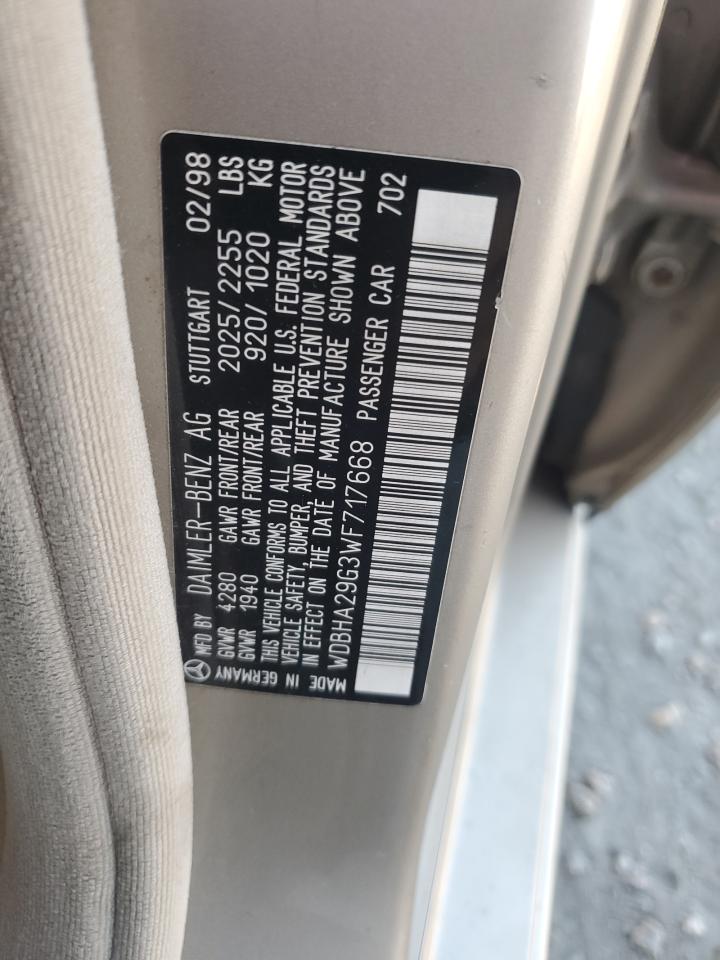 MFD BY DAIMLER-BENZ AG STUTTGART 02/98
GVWR 4280 GAWR FRONT/REAR 2025/2255 LBS
GVWR 1940 GAWR FRONT/REAR 920/1020 KG
THIS VEHICLE CONFORMS TO ALL APPLICABLE U.S. FEDERAL MOTOR
VEHICLE SAFETY, BUMPER, AND THEFT PREVENTION STANDARDS
IN EFFECT ON THE DATE OF MANUFACTURE SHOWN ABOVE
WDBHA29G3WF717668 PASSENGER CAR 702
MADE IN GERMANY